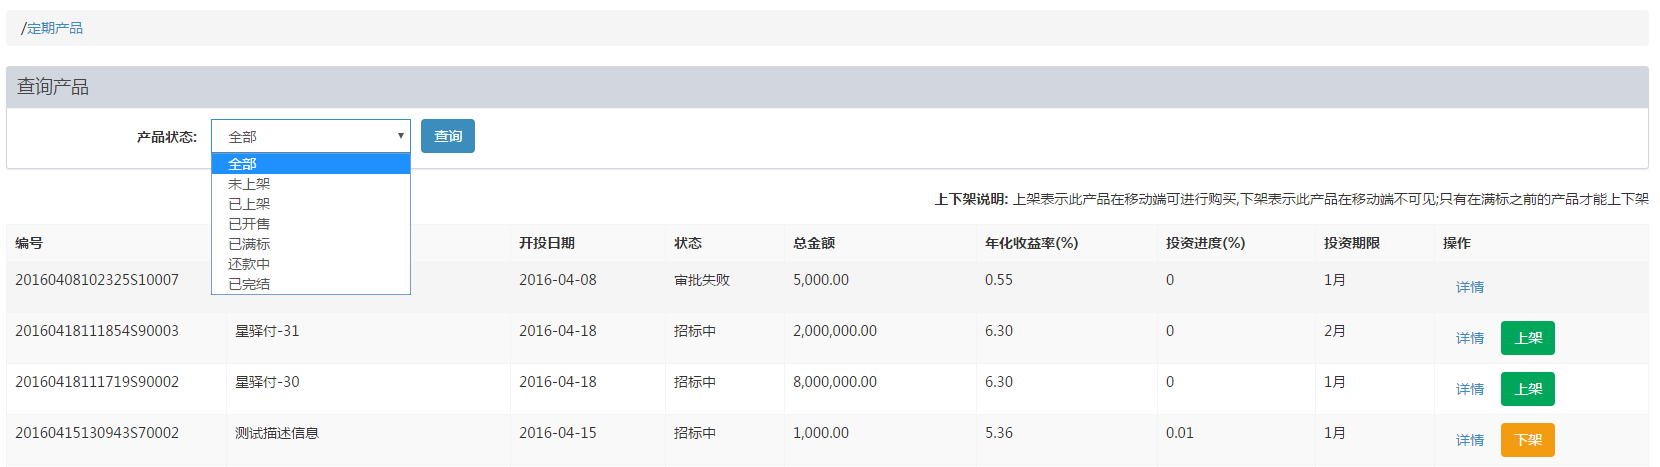 /定期产品
查询产品
产品状态: 全部 查询
全部
未上架
已上架
已开售
已满标
还款中
已完结
上下架说明: 上架表示此产品在移动端可进行购买,下架表示此产品在移动端不可见;只有在满标之前的产品才能上下架
编号 开投日期 状态 总金额 年化收益率(%) 投资进度(%) 投资期限 操作
20160408102325S10007 2016-04-08 审批失败 5,000.00 0.55 0 1月 详情
20160418111854S90003 星驿付-31 2016-04-18 招标中 2,000,000.00 6.30 0 2月 详情 上架
20160418111719S90002 星驿付-30 2016-04-18 招标中 8,000,000.00 6.30 0 1月 详情 上架
20160415130943S70002 测试描述信息 2016-04-15 招标中 1,000.00 5.36 0.01 1月 详情 下架